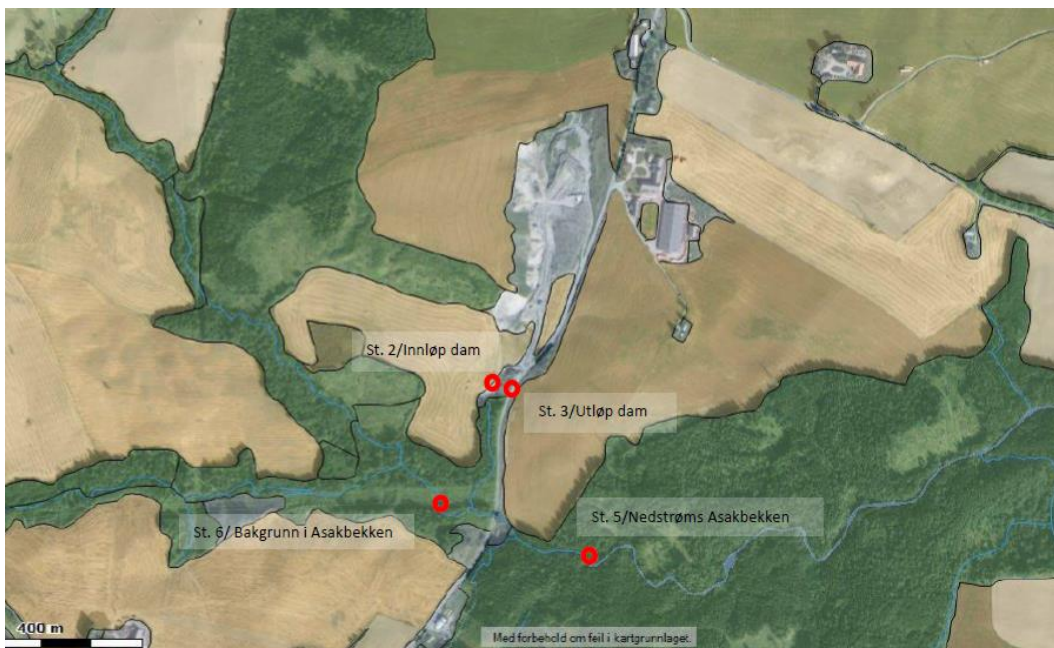 St. 2/Innløp dam
St. 3/Utløp dam
St. 6/ Bakgrunn i Asakbekken
St. 5/Nedstrøms Asakbekken
400 m
Med forbehold om feil i kartgrunnlaget.